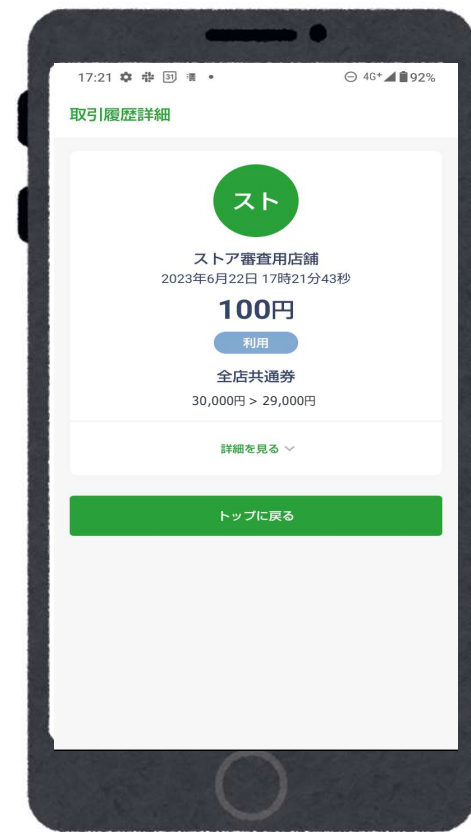 17:21 31
4G+ 92%
取引履歴詳細
スト
ストア審査用店舗
2023年6月22日 17時21分43秒
100円
利用
全店共通券
30,000円 > 29,000円
詳細を見る
トップに戻る